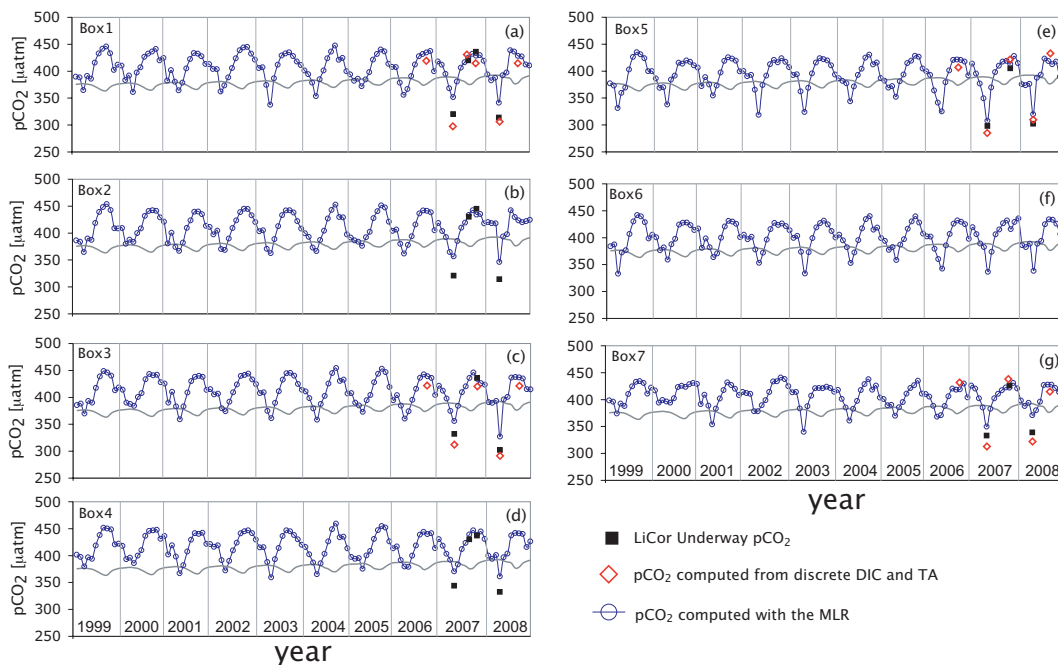 500
450
400
350
300
250
pCO₂ [μatm]
Box1
(a)
500
450
400
350
300
250
pCO₂ [μatm]
Box2
(b)
500
450
400
350
300
250
pCO₂ [μatm]
Box3
(c)
500
450
400
350
300
250
pCO₂ [μatm]
Box4
(d)
1999 2000 2001 2002 2003 2004 2005 2006 2007 2008
year
500
450
400
350
300
250
Box5
(e)
500
450
400
350
300
250
Box6
(f)
500
450
400
350
300
250
Box7
(g)
1999 2000 2001 2002 2003 2004 2005 2006 2007 2008
year
LiCor Underway pCO₂
pCO₂ computed from discrete DIC and TA
pCO₂ computed with the MLR